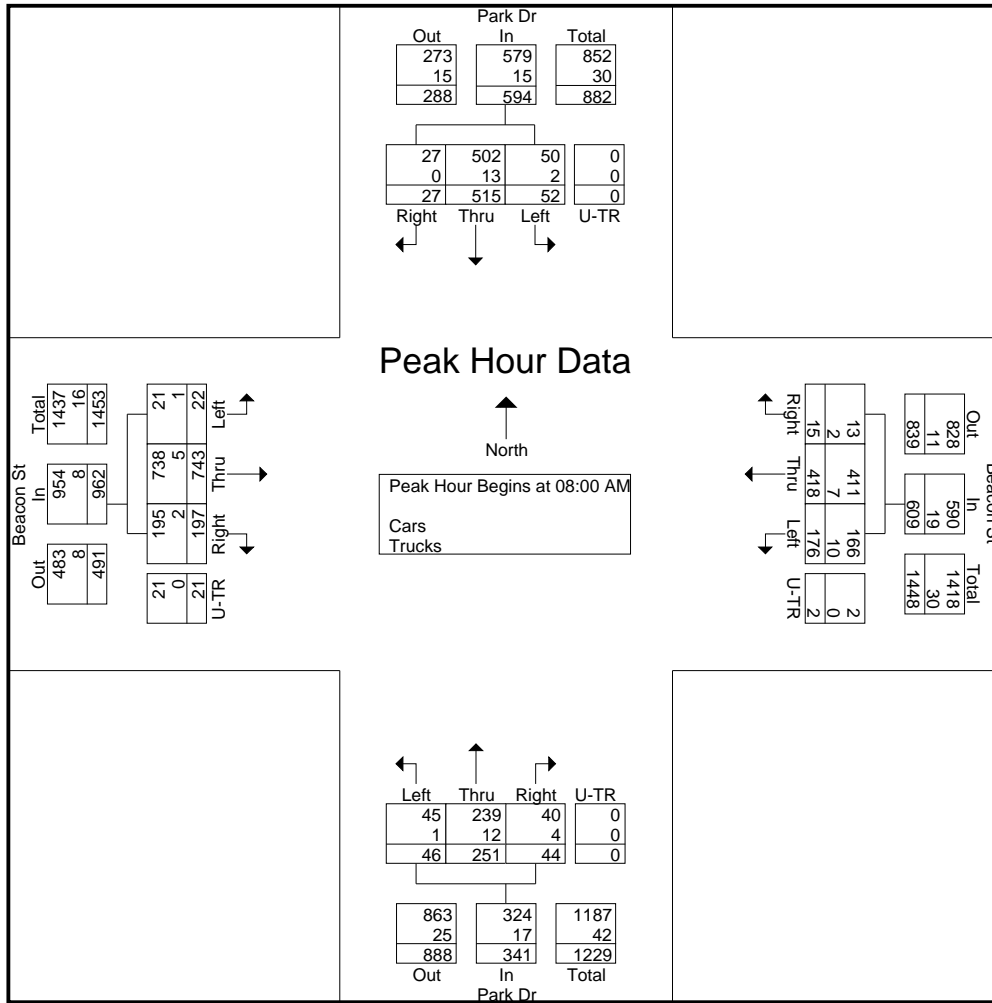 Park Dr
Out In Total
273 579 852
15 15 30
288 594 882
27 502 50 0
0 13 2 0
27 515 52 0
Right Thru Left U-TR
Peak Hour Data
North
Peak Hour Begins at 08:00 AM
Cars
Trucks
Beacon St
Total In Out
1437 954 483
16 8 8
1453 962 491
21 738 195 21
1 5 2 0
22 743 197 21
Left Thru Right U-TR
Beacon St
Out In Total
828 590 1418
11 19 30
839 609 1448
13 411 166 2
2 7 10 0
15 418 176 2
Right Thru Left U-TR
Left Thru Right U-TR
45 239 40 0
1 12 4 0
46 251 44 0
863 324 1187
25 17 42
888 341 1229
Out In Total
Park Dr